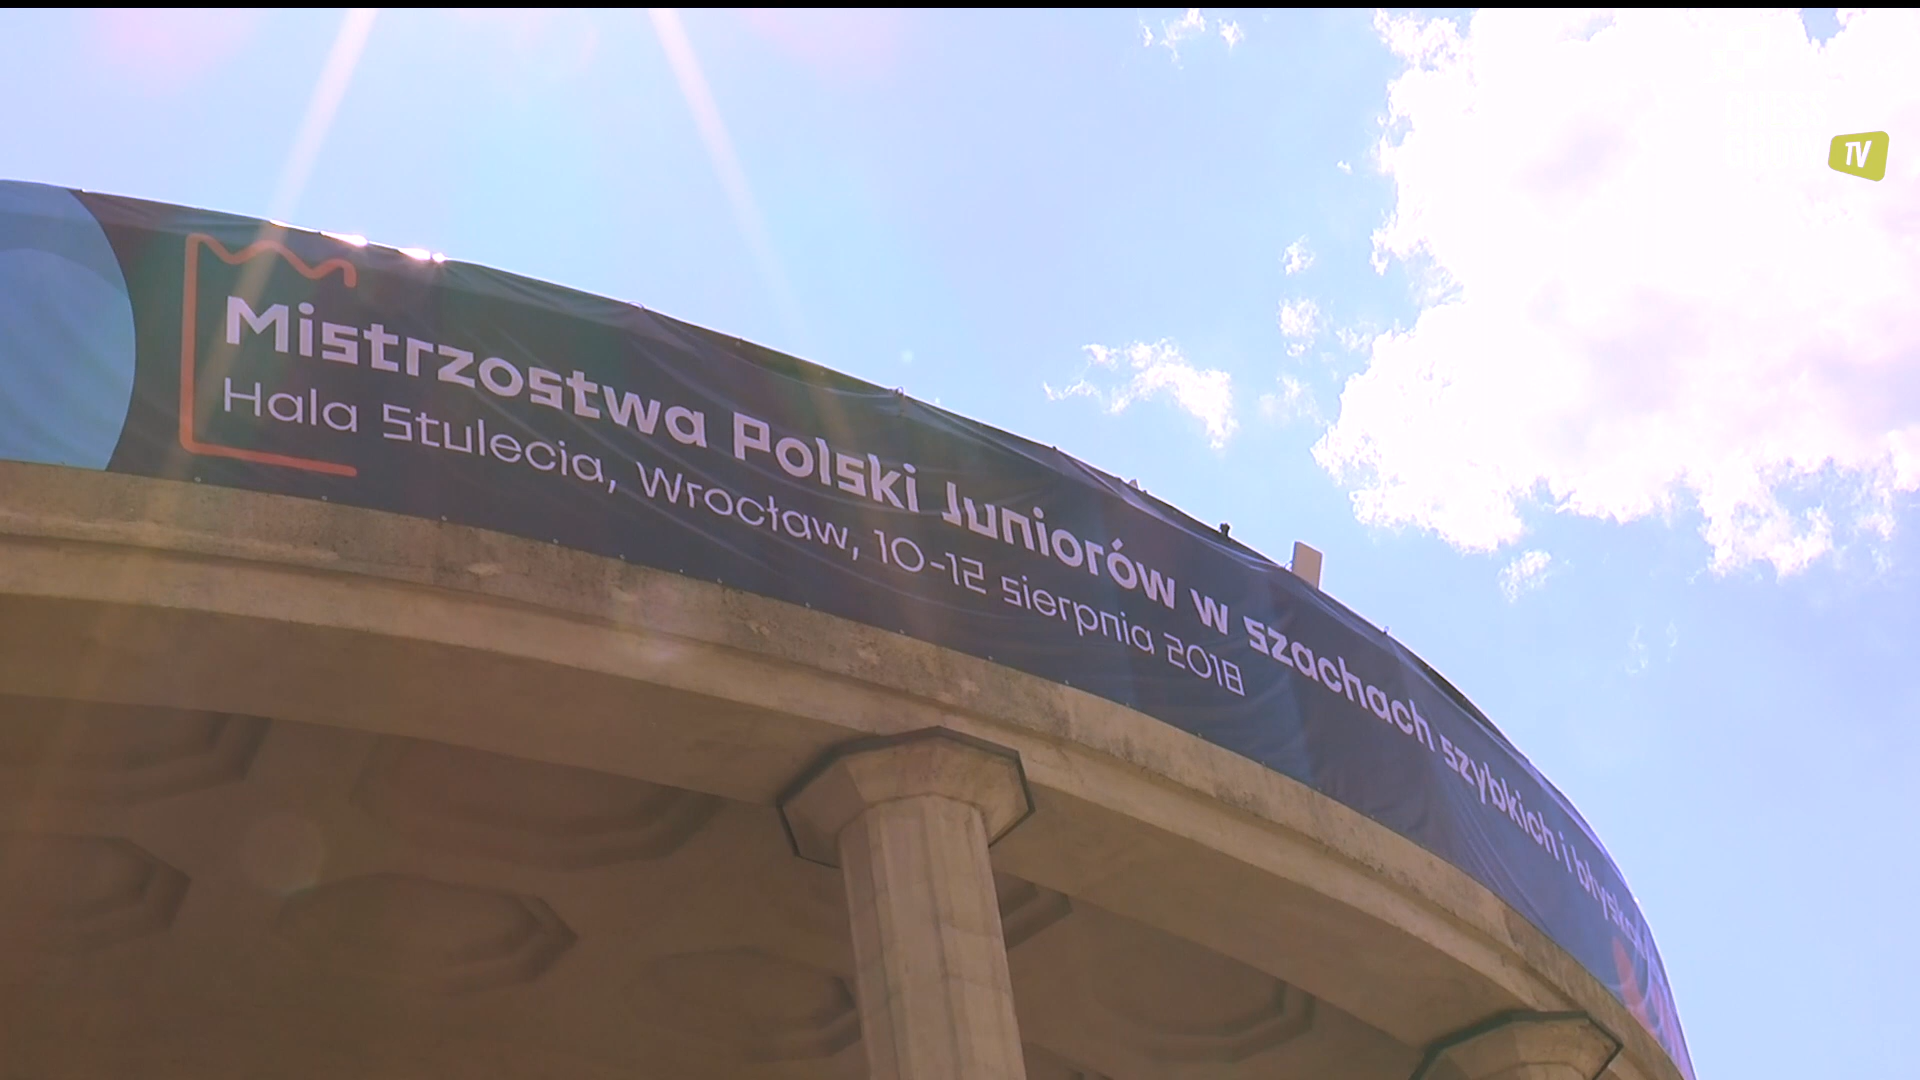 TV
Mistrzostwa Polski Juniorów w szachach szybkich i
Hala Stulecia, Wrocław, 10-12 sierpnia 2018